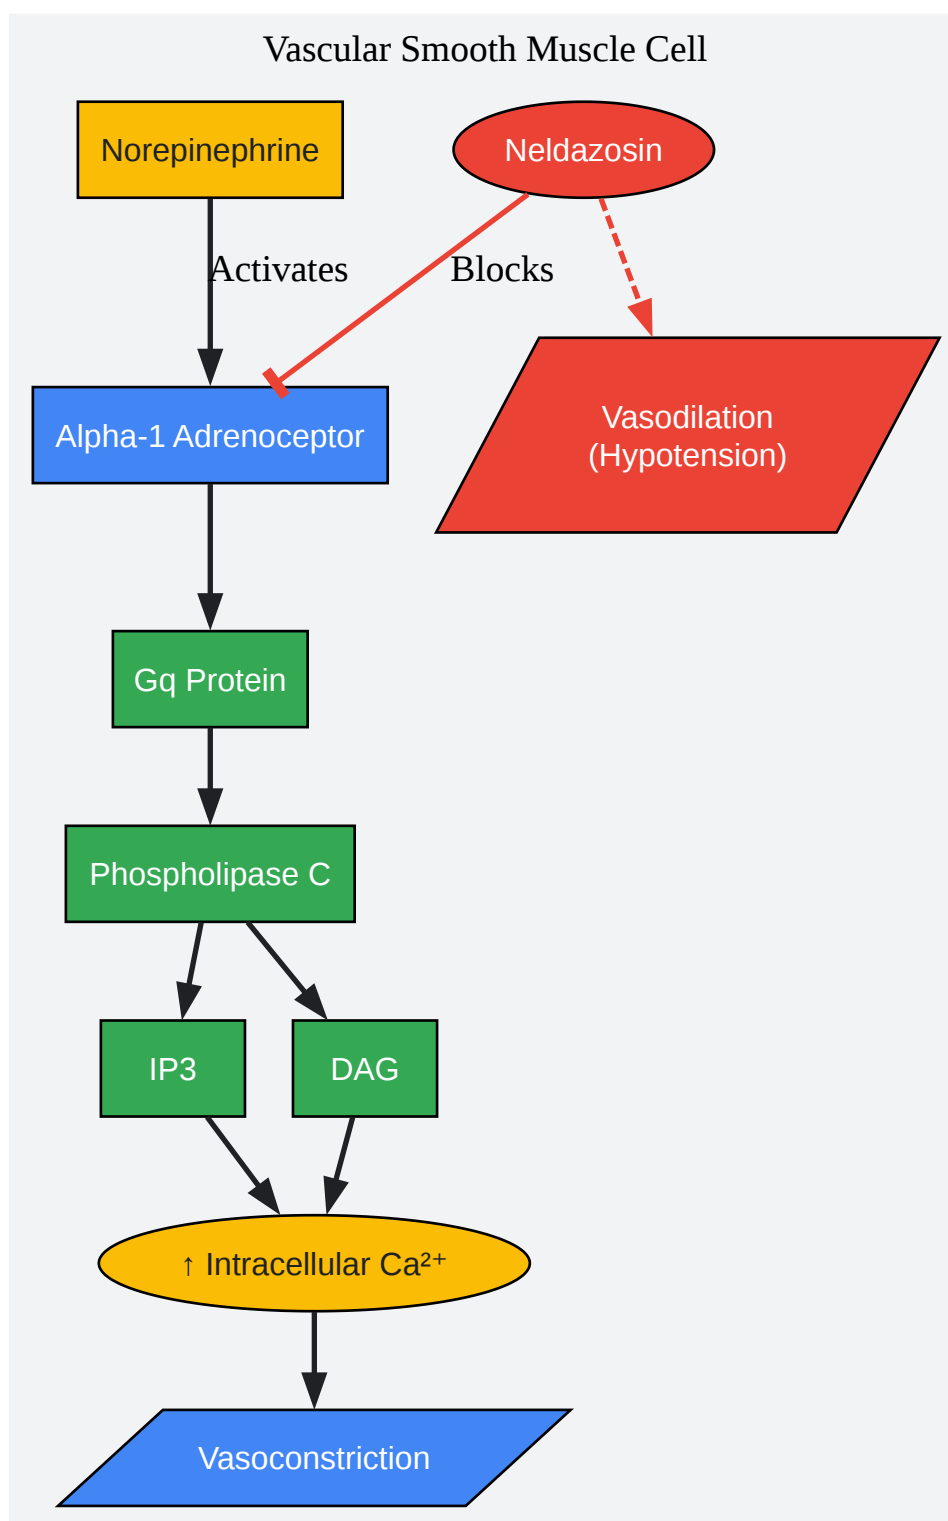 Vascular Smooth Muscle Cell
Norepinephrine
Neldazosin
Activates
Blocks
Alpha-1 Adrenoceptor
Vasodilation
(Hypotension)
Gq Protein
Phospholipase C
IP3
DAG
↑ Intracellular Ca²⁺
Vasoconstriction